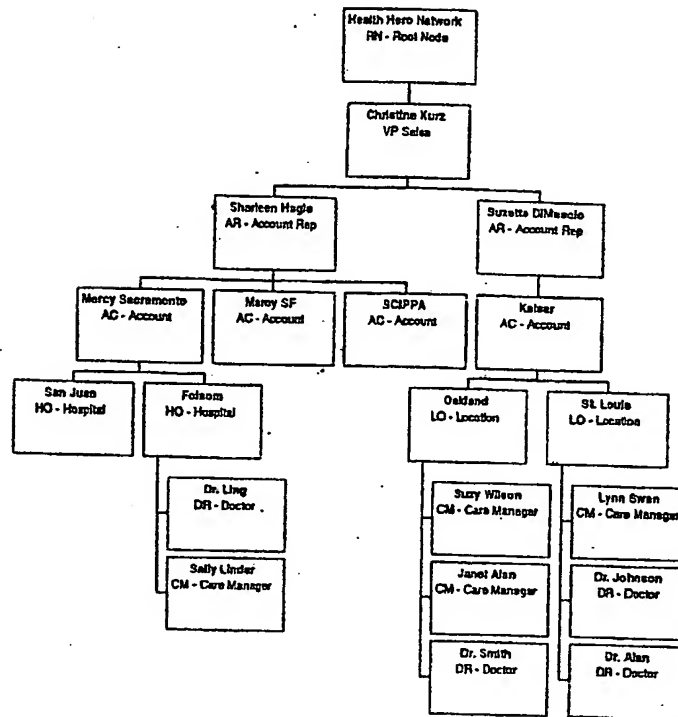 Health Hero Network
RN - Root Node
Christine Kurz
VP Sales
Sharleen Hagle
AR - Account Rep
Suzette DiMascio
AR - Account Rep
Mercy Sacramento
AC - Account
Mercy SF
AC - Account
SCIPPA
AC - Account
Kaiser
AC - Account
San Juan
HO - Hospital
Folsom
HO - Hospital
Oakland
LO - Location
St. Louis
LO - Location
Dr. Ling
DR - Doctor
Sally Linder
CM - Care Manager
Suzy Wilson
CM - Care Manager
Janet Alan
CM - Care Manager
Dr. Smith
DR - Doctor
Lynn Swan
CM - Care Manager
Dr. Johnson
DR - Doctor
Dr. Alan
DR - Doctor